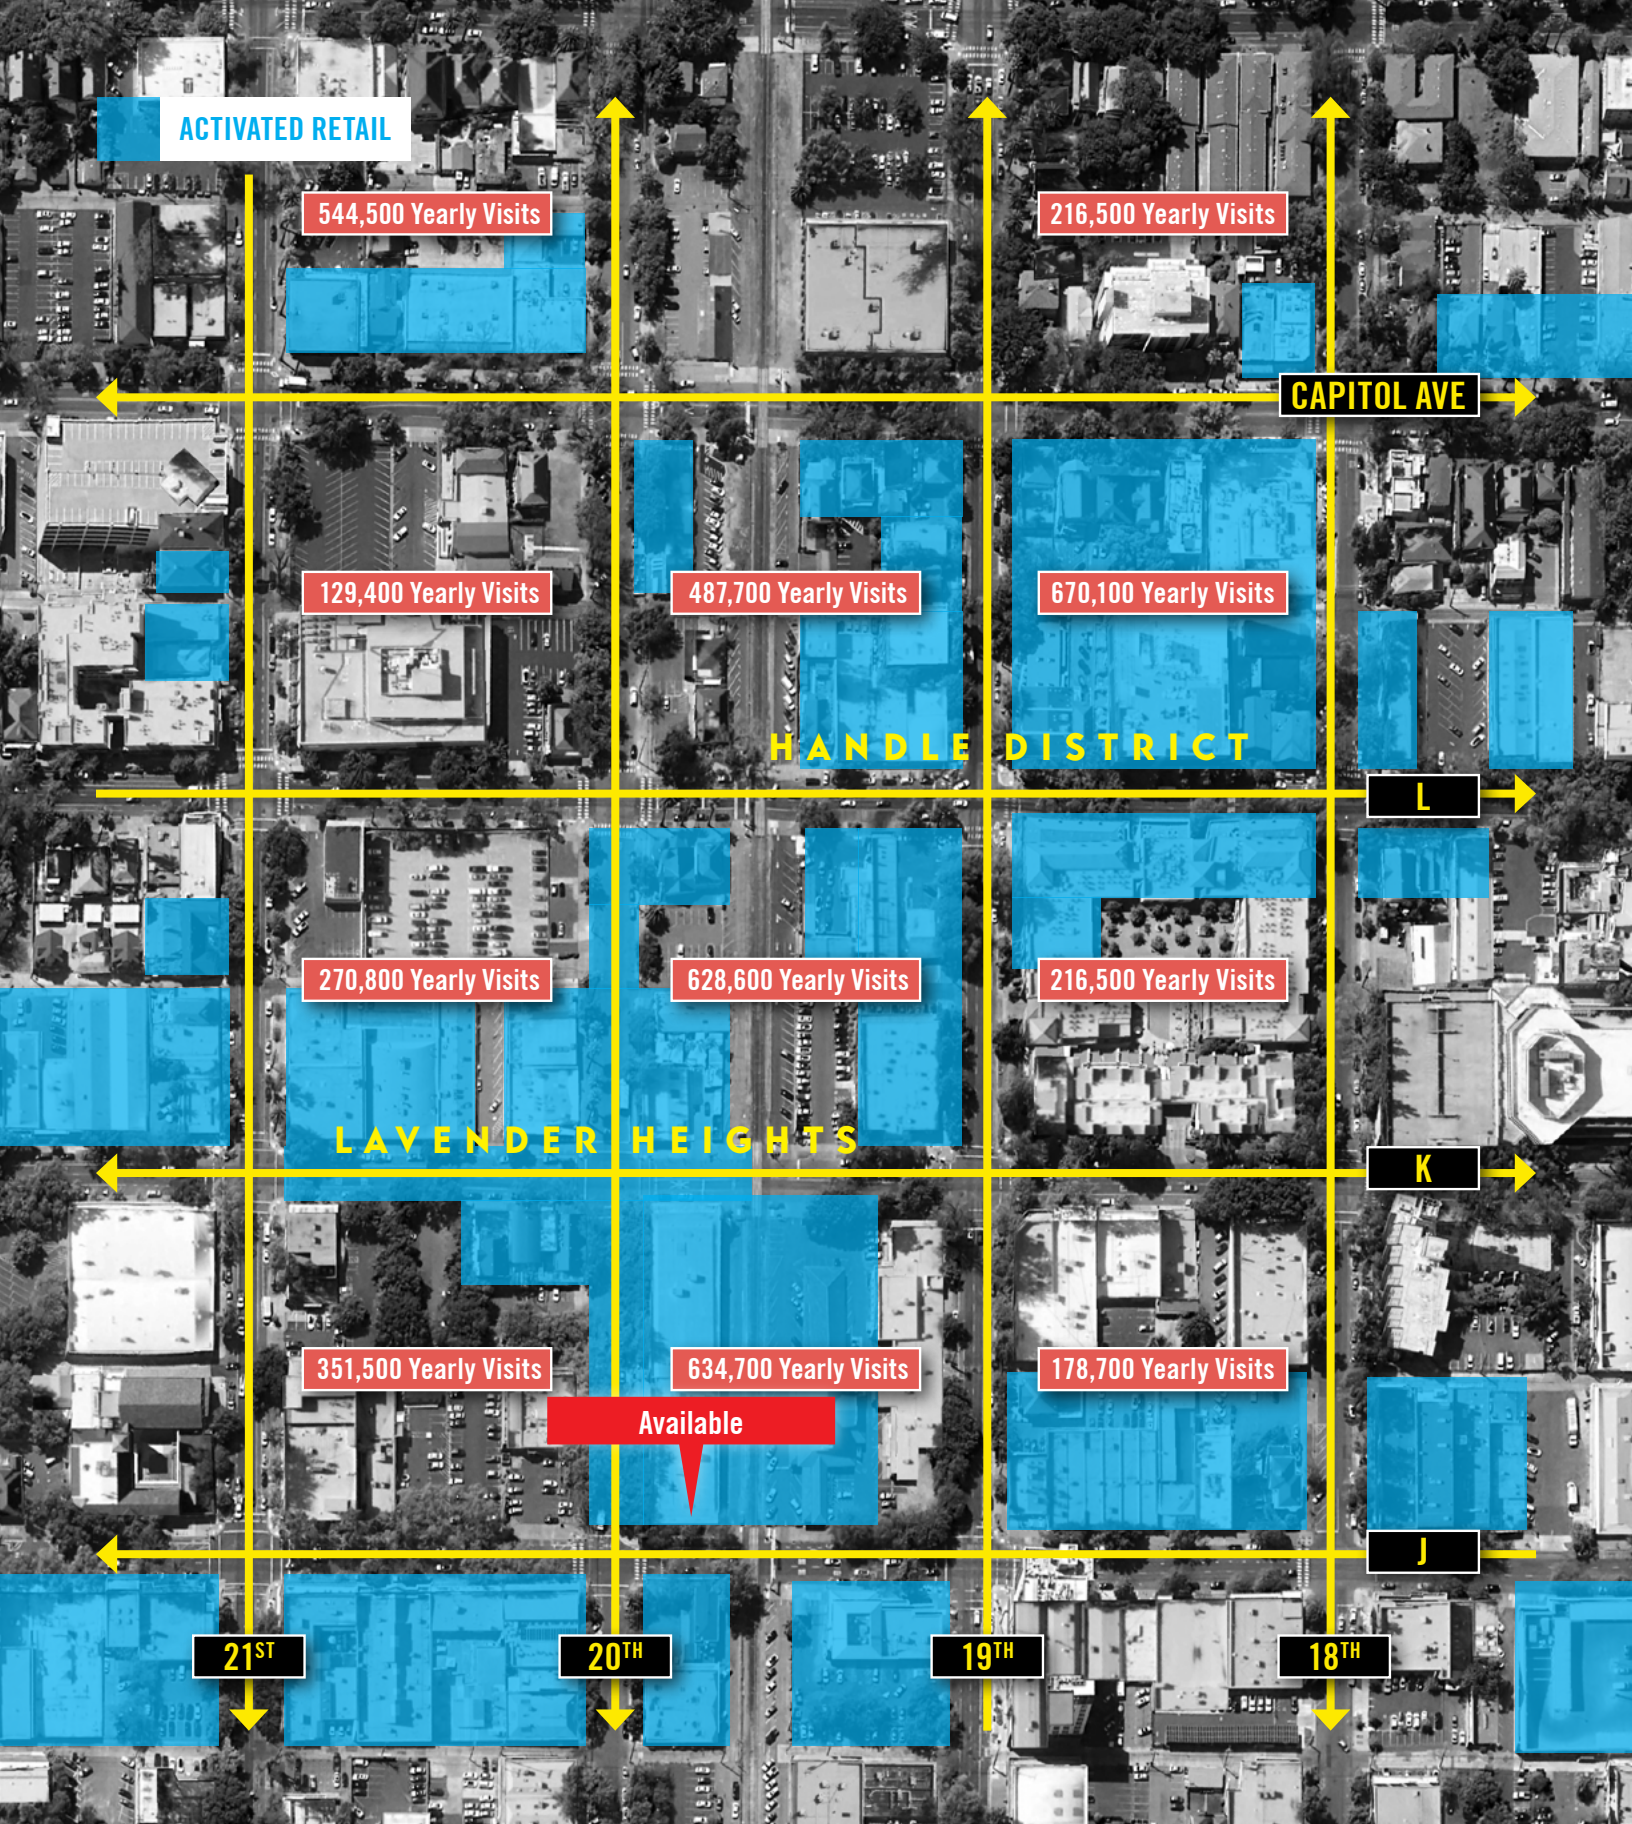 ACTIVATED RETAIL
544,500 Yearly Visits
216,500 Yearly Visits
CAPITOL AVE
129,400 Yearly Visits
487,700 Yearly Visits
670,100 Yearly Visits
HANDLE DISTRICT
L
270,800 Yearly Visits
628,600 Yearly Visits
216,500 Yearly Visits
LAVENDER HEIGHTS
K
351,500 Yearly Visits
634,700 Yearly Visits
178,700 Yearly Visits
Available
J
21ST
20TH
19TH
18TH